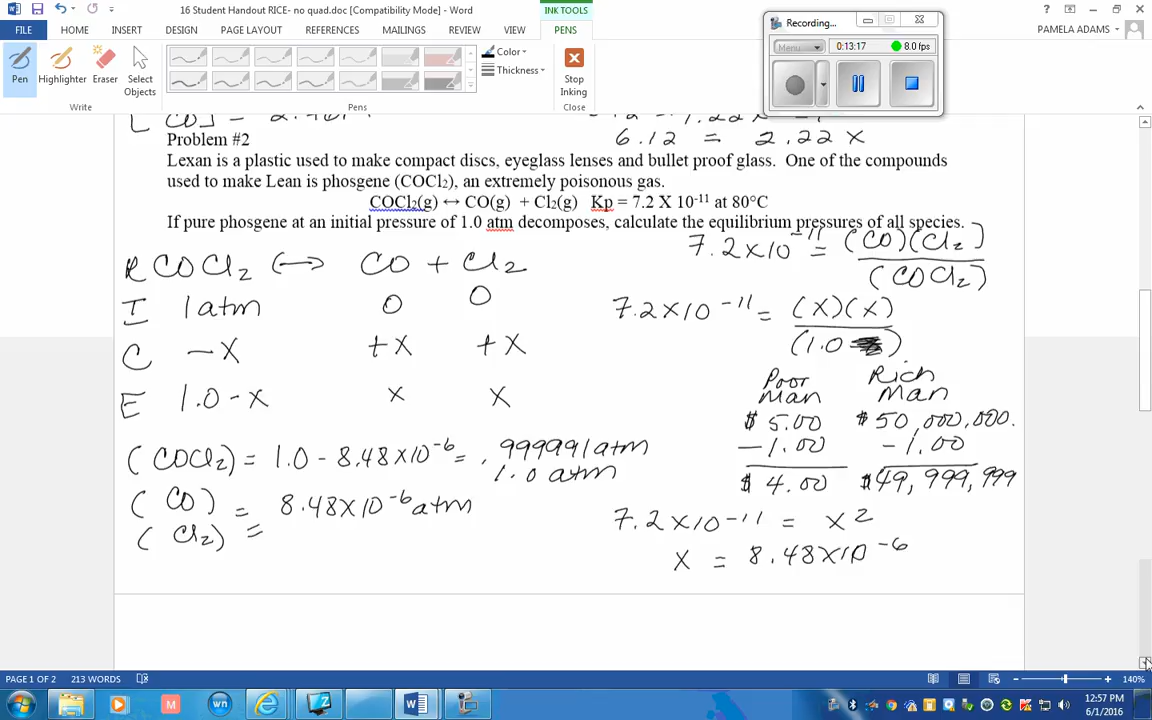 16 Student Handout RICE- no quad.doc [Compatibility Mode] - Word
INK TOOLS
Recording...
Menu
0:13:17
8.0 fps
FILE HOME INSERT DESIGN PAGE LAYOUT REFERENCES MAILINGS REVIEW VIEW PENS
PAMELA ADAMS
Pen
Highlighter
Eraser
Select Objects
Color
Thickness
Stop Inking
Write
Pens
Close
6.12 = 2.22 X
Problem #2
Lexan is a plastic used to make compact discs, eyeglass lenses and bullet proof glass. One of the compounds
used to make Lean is phosgene (COCl2), an extremely poisonous gas.
COCl2(g) ↔ CO(g) + Cl2(g) Kp = 7.2 X 10-11 at 80°C
If pure phosgene at an initial pressure of 1.0 atm decomposes, calculate the equilibrium pressures of all species.
7.2x10-11 = (CO)(Cl2)
(COCl2)
R COCl2 <-> CO + Cl2
I 1atm 0 0
C -X +X +X
E 1.0-X X X
7.2x10-11 = (X)(X)
(1.0 )
Poor Man
$5.00
-1.00
$4.00
Rich Man
$50,000,000.
-1.00
$49,999,999
(COCl2) = 1.0 - 8.48x10-6 = .9999991atm
1.0 atm
(CO) = 8.48x10-6 atm
(Cl2) =
7.2x10-11 = X2
X = 8.48x10-6
PAGE 1 OF 2 213 WORDS
140%
12:57 PM
6/1/2016